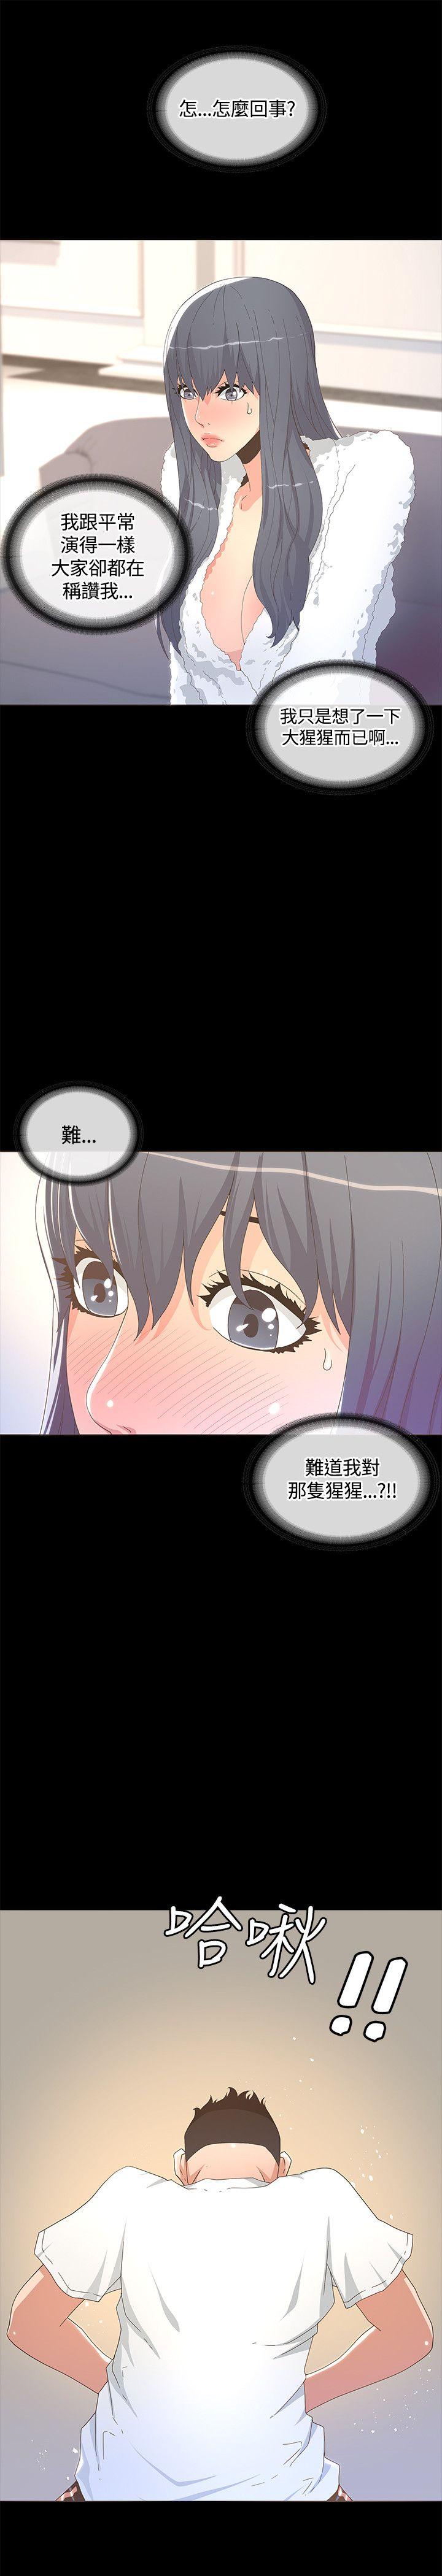 怎...怎麼回事?
我跟平常
演得一樣
大家卻都在
稱讚我...
我只是想了一下
大猩猩而已啊...
難...
難道我對
那隻猩猩...?!!
哈啾
!!